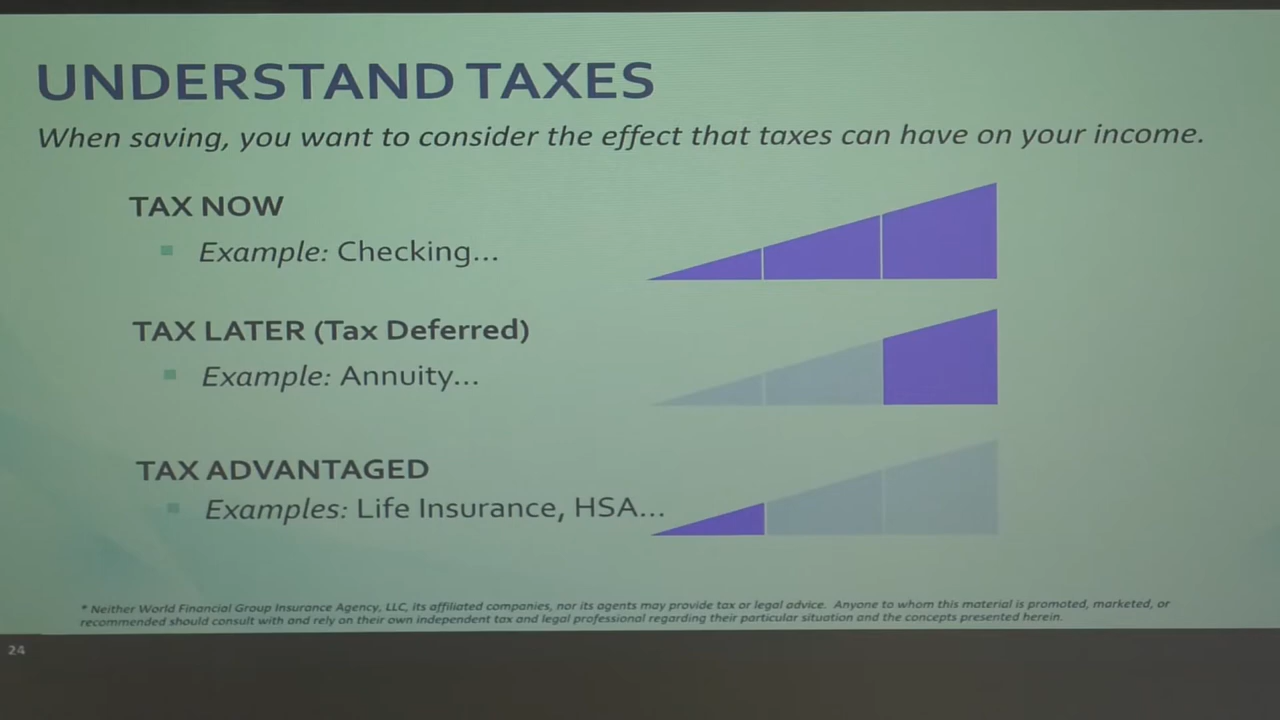 UNDERSTAND TAXES
When saving, you want to consider the effect that taxes can have on your income.
TAX NOW
Example: Checking...
TAX LATER (Tax Deferred)
Example: Annuity...
TAX ADVANTAGED
Examples: Life Insurance, HSA...
* Neither World Financial Group Insurance Agency, LLC, its affiliated companies, nor its agents may provide tax or legal advice. Anyone to whom this material is promoted, marketed, or
recommended should consult with and rely on their own independent tax and legal professional regarding their particular situation and the concepts presented herein.
24